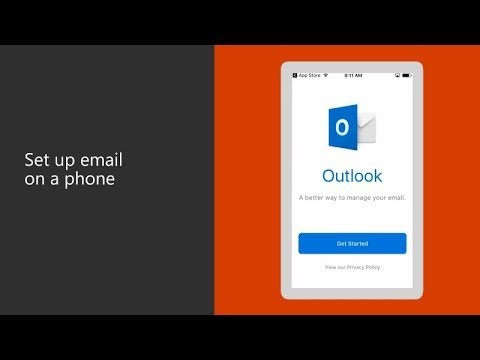 Set up email
on a phone
App Store 8:11 AM
O
Outlook
A better way to manage your email.
Get Started
View our Privacy Policy